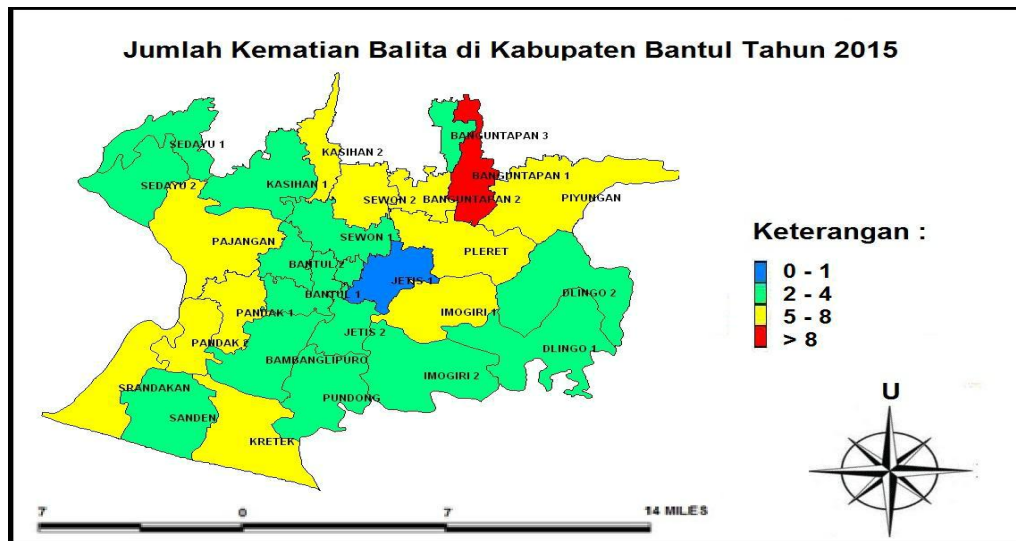 Jumlah Kematian Balita di Kabupaten Bantul Tahun 2015
SEDAYU 1
BANGUNTAPAN 3
KASIHAN 2
SEDAYU 2
KASIHAN 1
BANGUNTAPAN 1
SEWON 2
BANGUNTAPAN 2
PIYUNGAN
PAJANGAN
SEWON 1
PLERET
BANTUL 2
JETIS 1
BANTUL 1
DLINGO 2
PANDAK 1
IMOGIRI 1
JETIS 2
PANDAK 2
DLINGO 1
BAMBANGLIPURO
IMOGIRI 2
SRANDAKAN
PUNDONG
SANDEN
KRETEK
Keterangan :
0 - 1
2 - 4
5 - 8
> 8
U
7
0
7
14 MILES